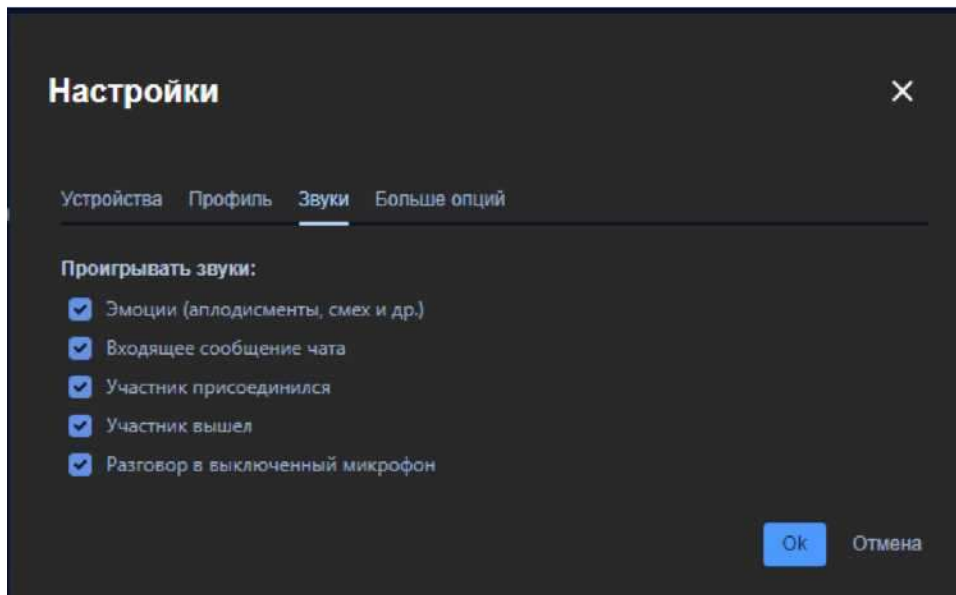 Настройки
Устройства Профиль Звуки Больше опций
Проигрывать звуки:
Эмоции (аплодисменты, смех и др.)
Входящее сообщение чата
Участник присоединился
Участник вышел
Разговор в выключенный микрофон
Ok Отмена